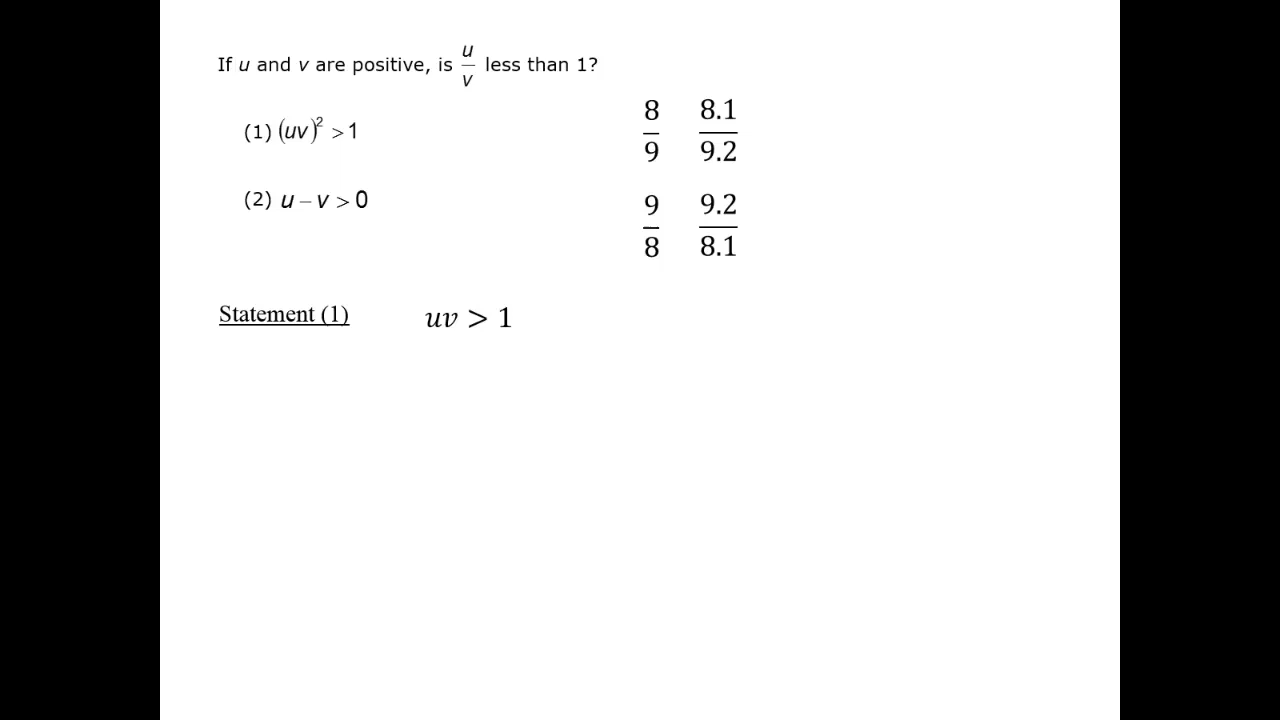 If u and v are positive, is u/v less than 1?
(1) (uv)² > 1
(2) u – v > 0
8/9 8.1/9.2
9/8 9.2/8.1
Statement (1) uv > 1